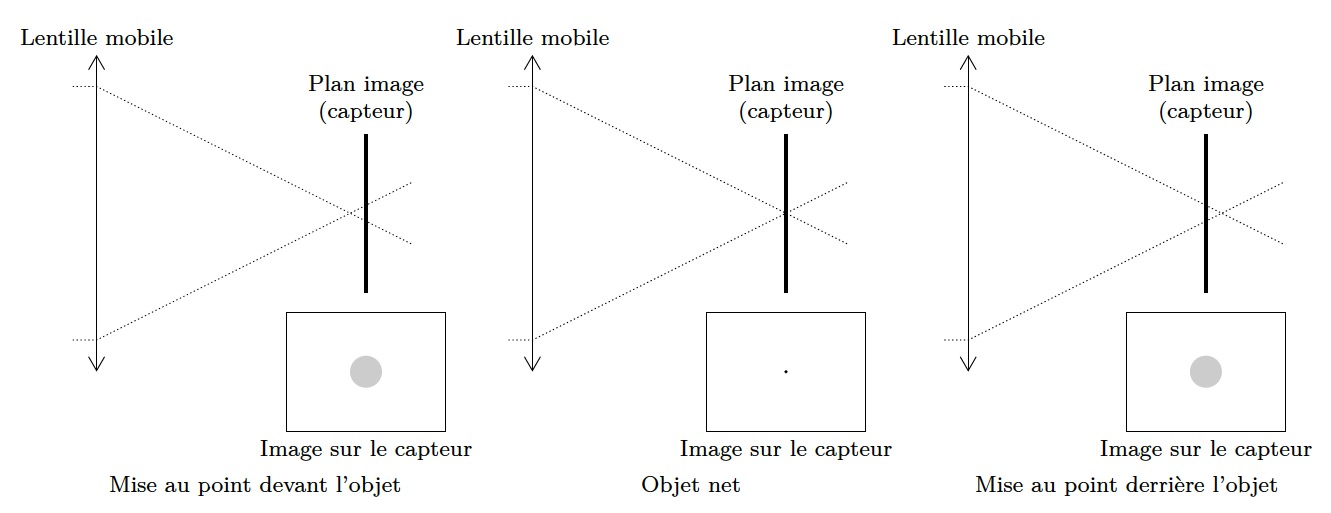 Lentille mobile
Plan image
(capteur)
Image sur le capteur
Mise au point devant l'objet
Lentille mobile
Plan image
(capteur)
Image sur le capteur
Objet net
Lentille mobile
Plan image
(capteur)
Image sur le capteur
Mise au point derrière l'objet